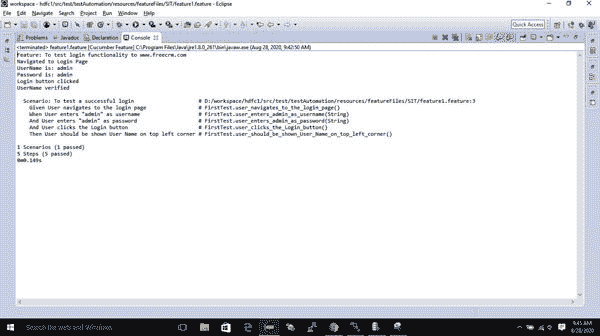 workspace - hdfc1/src/test/testAutomation/resources/featureFiles/SIT/feature1.feature - Eclipse
File Edit Navigate Search Project Run Window Help
Quick Access
Problems Javadoc Declaration Console
<terminated> feature1.feature [Cucumber Feature] C:\Program Files\Java\jre1.8.0_261\bin\javaw.exe (Aug 28, 2020, 9:42:50 AM)
Feature: To test login functionality to www.freecrm.com
Navigated to Login Page
UserName is: admin
Password is: admin
Login button clicked
UserName verified
Scenario: To test a successful login # D:/workspace/hdfc1/src/test/testAutomation/resources/featureFiles/SIT/feature1.feature:3
Given User navigates to the login page # FirstTest.user_navigates_to_the_login_page()
When User enters "admin" as username # FirstTest.user_enters_admin_as_username(String)
And User enters "admin" as password # FirstTest.user_enters_admin_as_password(String)
And User clicks the Login button # FirstTest.user_clicks_the_Login_button()
Then User should be shown User Name on top left corner # FirstTest.user_should_be_shown_User_Name_on_top_left_corner()
1 Scenarios (1 passed)
5 Steps (5 passed)
0m0.149s
Search the web and Windows
9:45 AM
8/28/2020